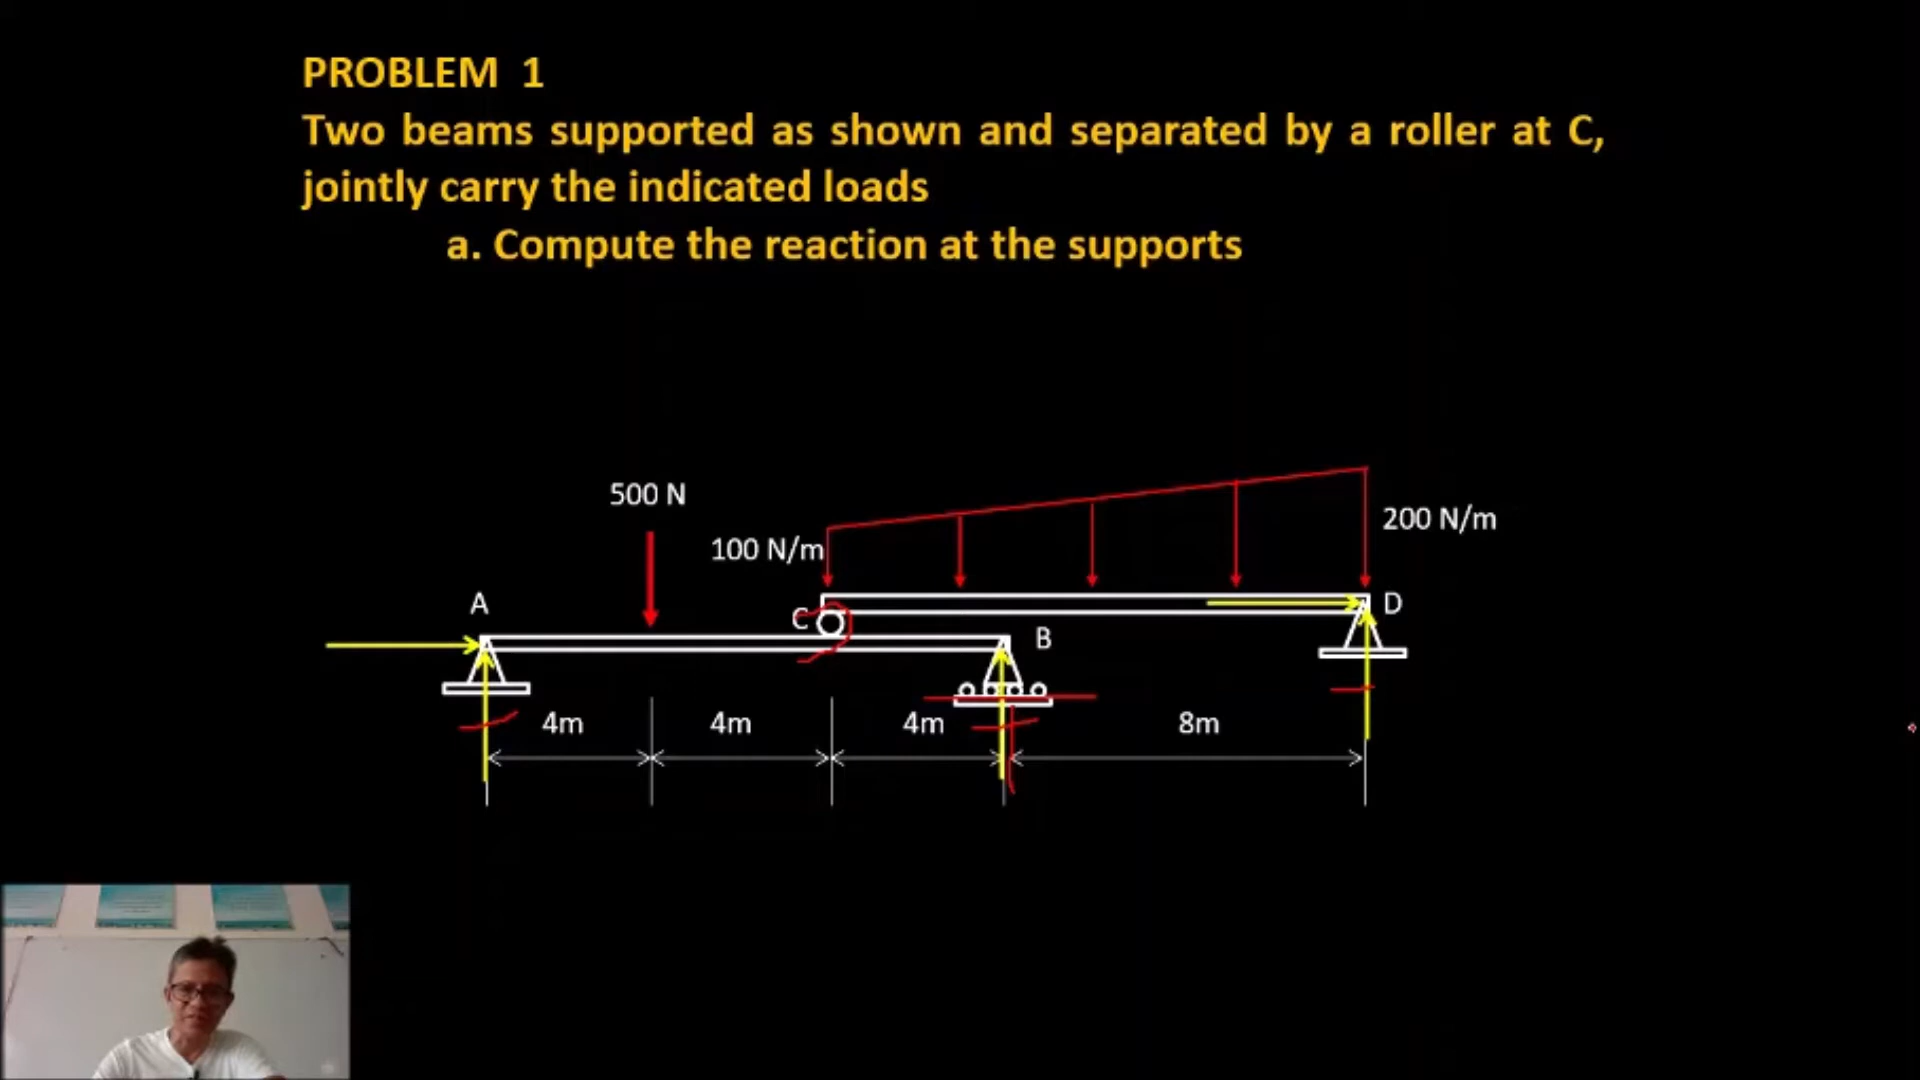 PROBLEM 1
Two beams supported as shown and separated by a roller at C,
jointly carry the indicated loads
a. Compute the reaction at the supports
500 N
200 N/m
100 N/m
A
C
D
B
4m
4m
4m
8m